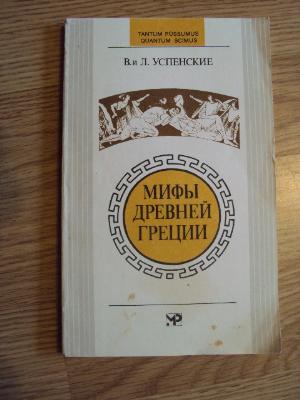 TANTUM POSSUMUS
QUANTUM SCIMUS
В. и Л. УСПЕНСКИЕ
МИФЫ
ДРЕВНЕЙ
ГРЕЦИИ